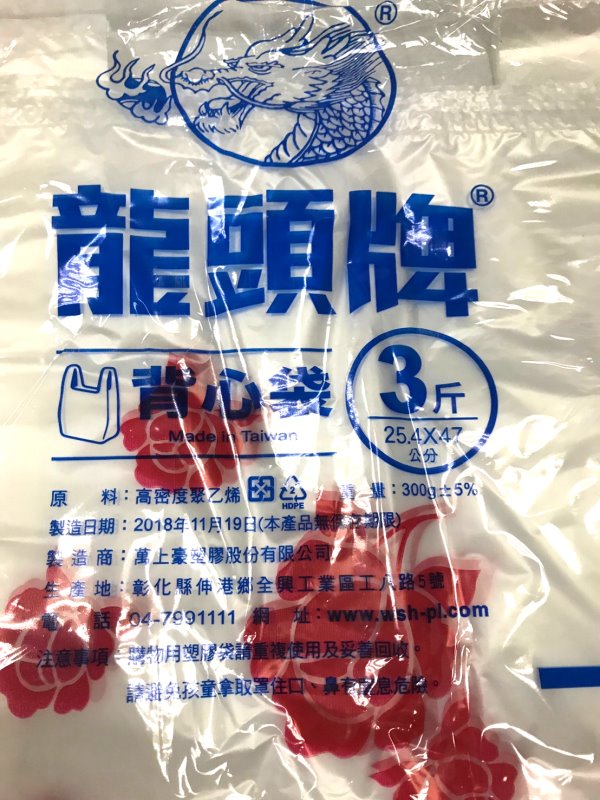 ®
龍頭牌®
背心袋
Made in Taiwan
3斤
25.4X47
公分
原 料：高密度聚乙烯 2 HDPE 重 量：300g±5%
製造日期：2018年11月19日(本產品無保存期限)
製 造 商：萬上豪塑膠股份有限公司
生 產 地：彰化縣伸港鄉全興工業區工八路5號
電 話：04-7991111 網 址：www.wsh-pl.com
注意事項：購物用塑膠袋請重複使用及妥善回收。
請避免孩童拿取罩住口、鼻有窒息危險。